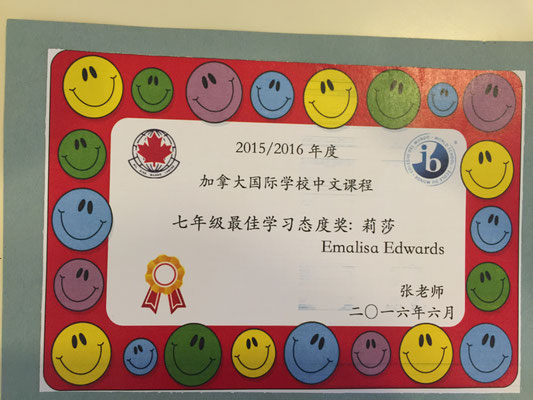 2015/2016 年度
加拿大国际学校中文课程
七年级最佳学习态度奖: 莉莎
Emalisa Edwards
张老师
二〇一六年六月
ib